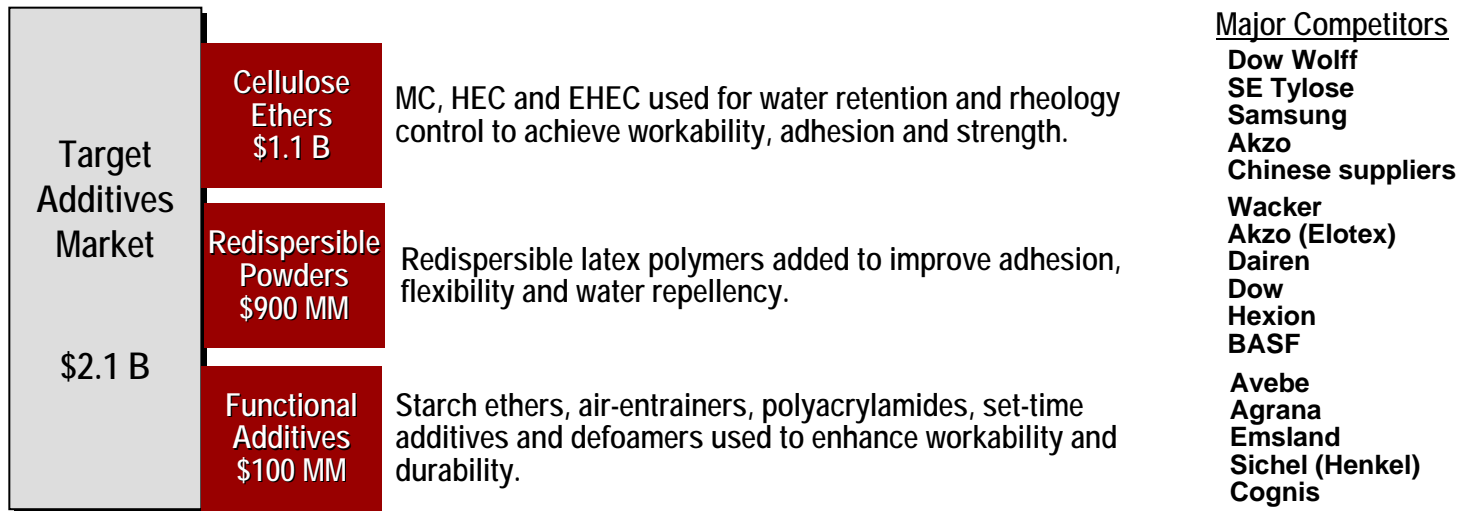 Target
Additives
Market
$2.1 B
Cellulose
Ethers
$1.1 B
MC, HEC and EHEC used for water retention and rheology
control to achieve workability, adhesion and strength.
Redispersible
Powders
$900 MM
Redispersible latex polymers added to improve adhesion,
flexibility and water repellency.
Functional
Additives
$100 MM
Starch ethers, air-entrainers, polyacrylamides, set-time
additives and defoamers used to enhance workability and
durability.
Major Competitors
Dow Wolff
SE Tylose
Samsung
Akzo
Chinese suppliers
Wacker
Akzo (Elotex)
Dairen
Dow
Hexion
BASF
Avebe
Agrana
Emsland
Sichel (Henkel)
Cognis